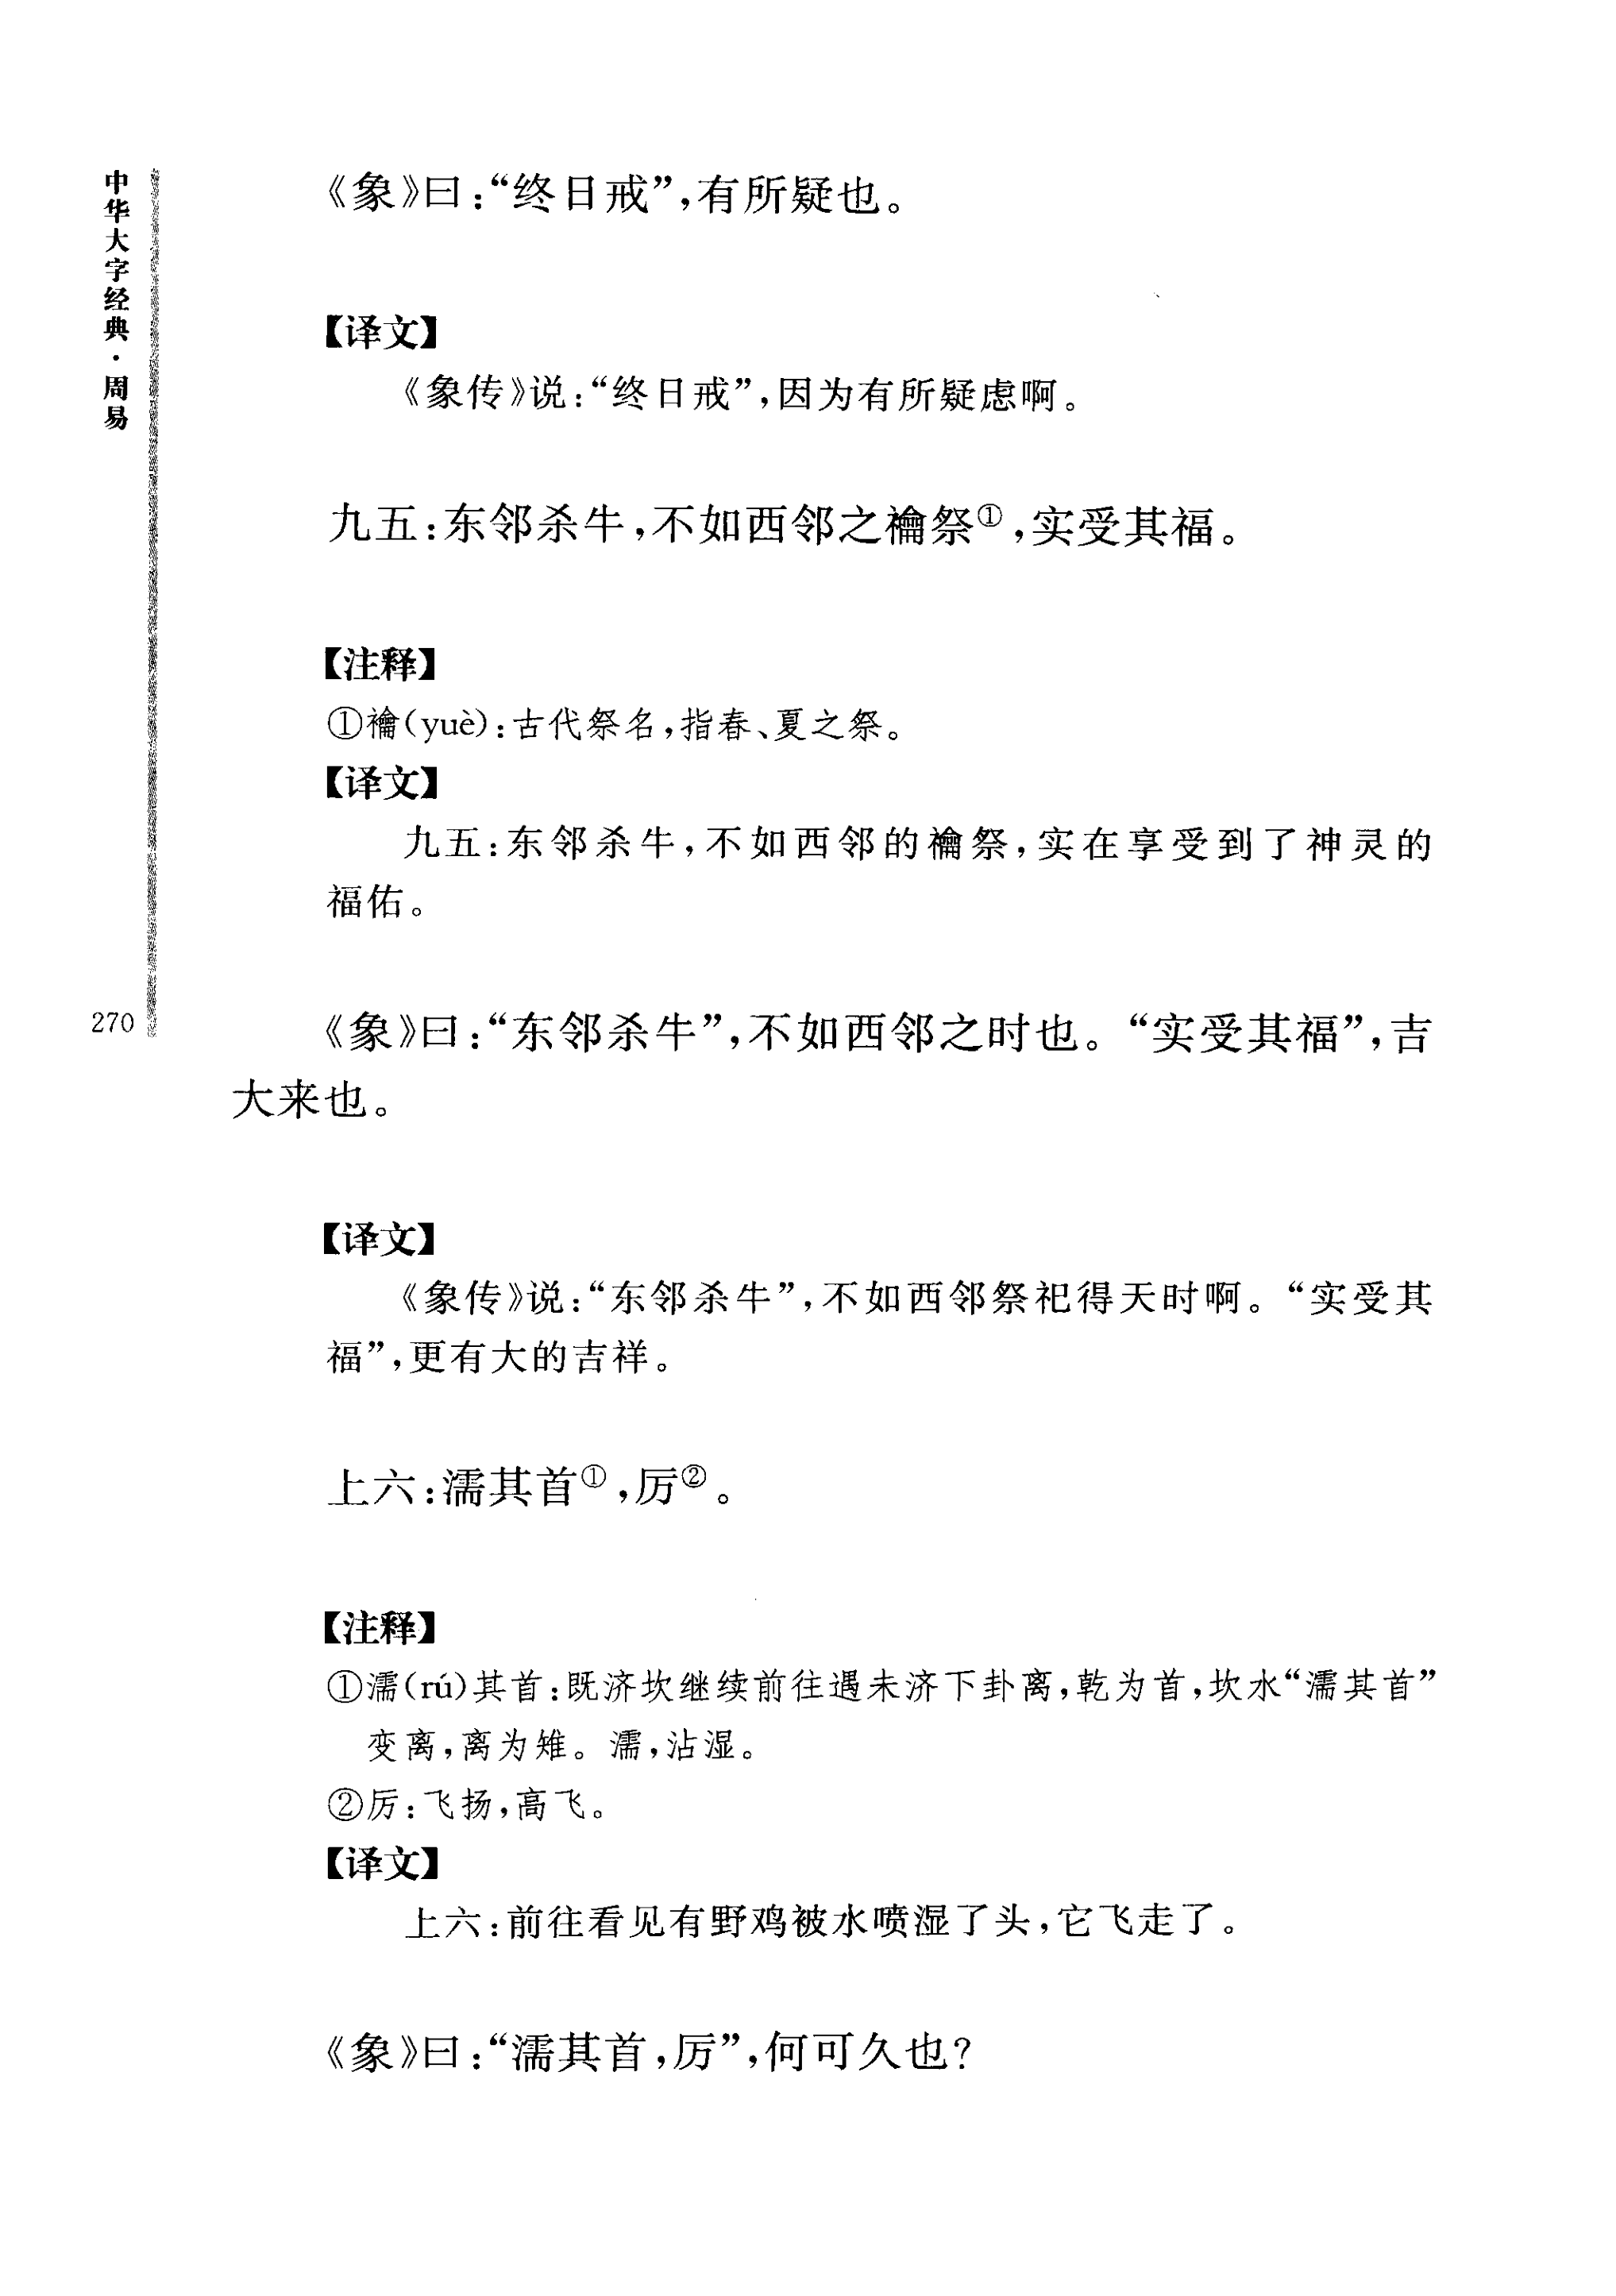 中华大字经典·周易
270
《象》曰：“终日戒”，有所疑也。
【译文】
《象传》说：“终日戒”，因为有所疑虑啊。
九五：东邻杀牛，不如西邻之禴祭①，实受其福。
【注释】
①禴（yuè）：古代祭名，指春、夏之祭。
【译文】
九五：东邻杀牛，不如西邻的禴祭，实在享受到了神灵的
福佑。
《象》曰：“东邻杀牛”，不如西邻之时也。“实受其福”，吉
大来也。
【译文】
《象传》说：“东邻杀牛”，不如西邻祭祀得天时啊。“实受其
福”，更有大的吉祥。
上六：濡其首①，厉②。
【注释】
①濡（rú）其首：既济坎继续前往遇未济下卦离，乾为首，坎水“濡其首”
变离，离为雉。濡，沾湿。
②厉：飞扬，高飞。
【译文】
上六：前往看见有野鸡被水喷湿了头，它飞走了。
《象》曰：“濡其首，厉”，何可久也？